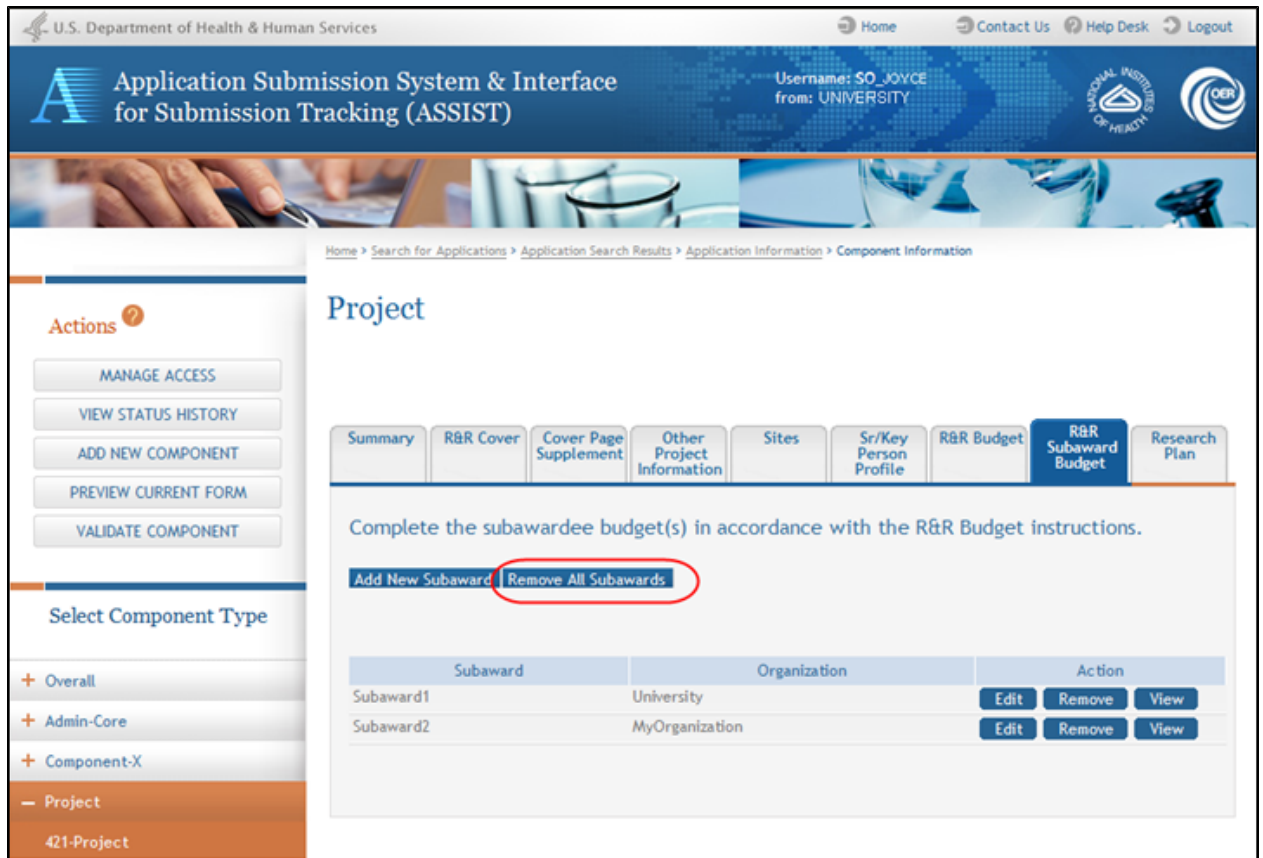 U.S. Department of Health & Human Services
Home
Contact Us
Help Desk
Logout
A
Application Submission System & Interface
for Submission Tracking (ASSIST)
Username: SO_JOYCE
from: UNIVERSITY
NATIONAL INSTITUTES OF HEALTH
OER
Home > Search for Applications > Application Search Results > Application Information > Component Information
Actions ?
MANAGE ACCESS
VIEW STATUS HISTORY
ADD NEW COMPONENT
PREVIEW CURRENT FORM
VALIDATE COMPONENT
Select Component Type
+ Overall
+ Admin-Core
+ Component-X
– Project
421-Project
Project
Summary
R&R Cover
Cover Page
Supplement
Other
Project
Information
Sites
Sr/Key
Person
Profile
R&R Budget
R&R
Subaward
Budget
Research
Plan
Complete the subawardee budget(s) in accordance with the R&R Budget instructions.
Add New Subaward Remove All Subawards
Subaward Organization Action
Subaward1 University Edit Remove View
Subaward2 MyOrganization Edit Remove View